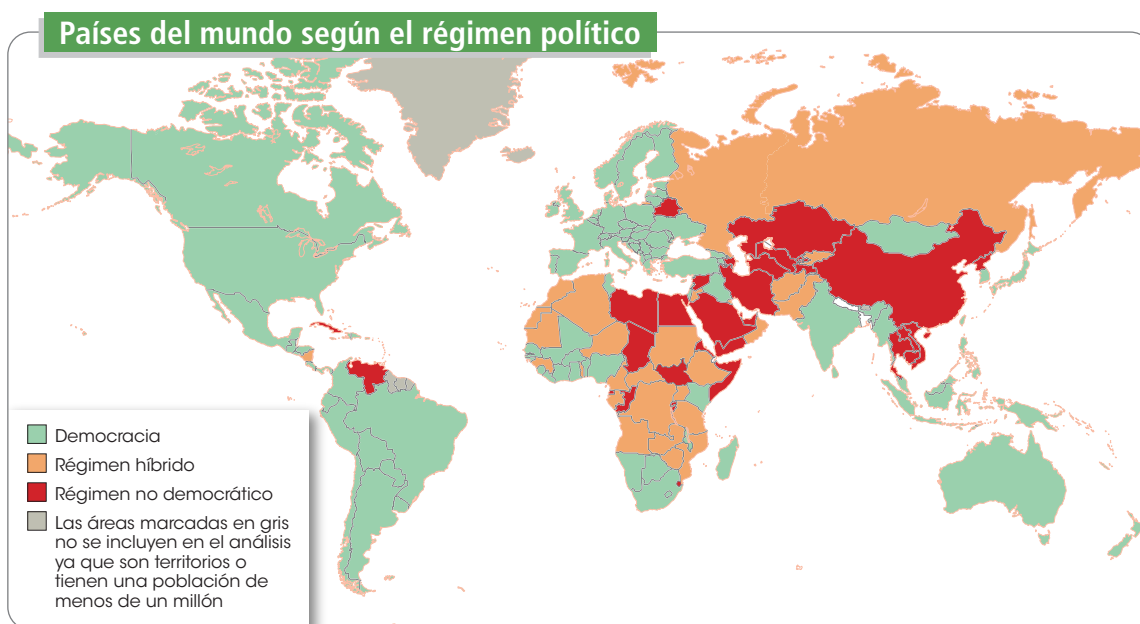 Países del mundo según el régimen político
Democracia
Régimen híbrido
Régimen no democrático
Las áreas marcadas en gris
no se incluyen en el análisis
ya que son territorios o
tienen una población de
menos de un millón